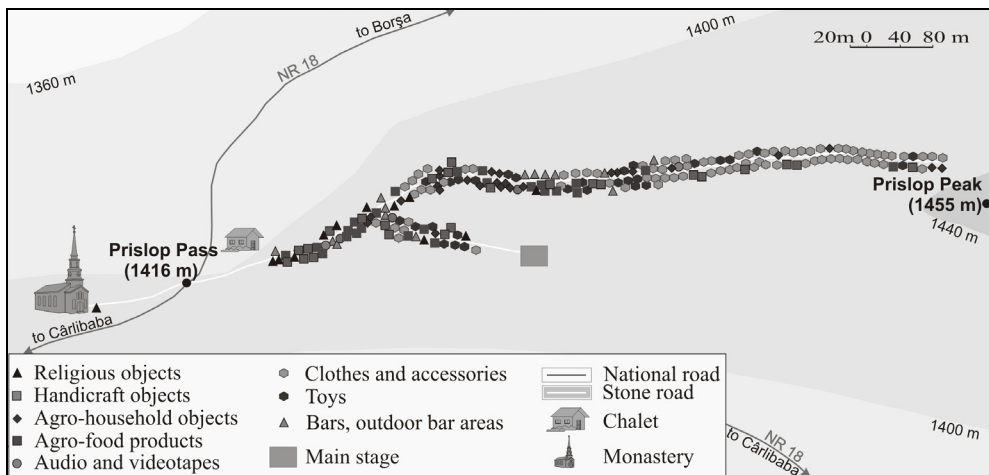 to Borşa
1400 m
20m 0 40 80 m
NR 18
1360 m
Prislop Peak
(1455 m)
1440 m
Prislop Pass
(1416 m)
to Cârlibaba
Religious objects
Handicraft objects
Agro-household objects
Agro-food products
Audio and videotapes
Clothes and accessories
Toys
Bars, outdoor bar areas
Main stage
National road
Stone road
Chalet
Monastery
1400 m
NR 18
to Cârlibaba